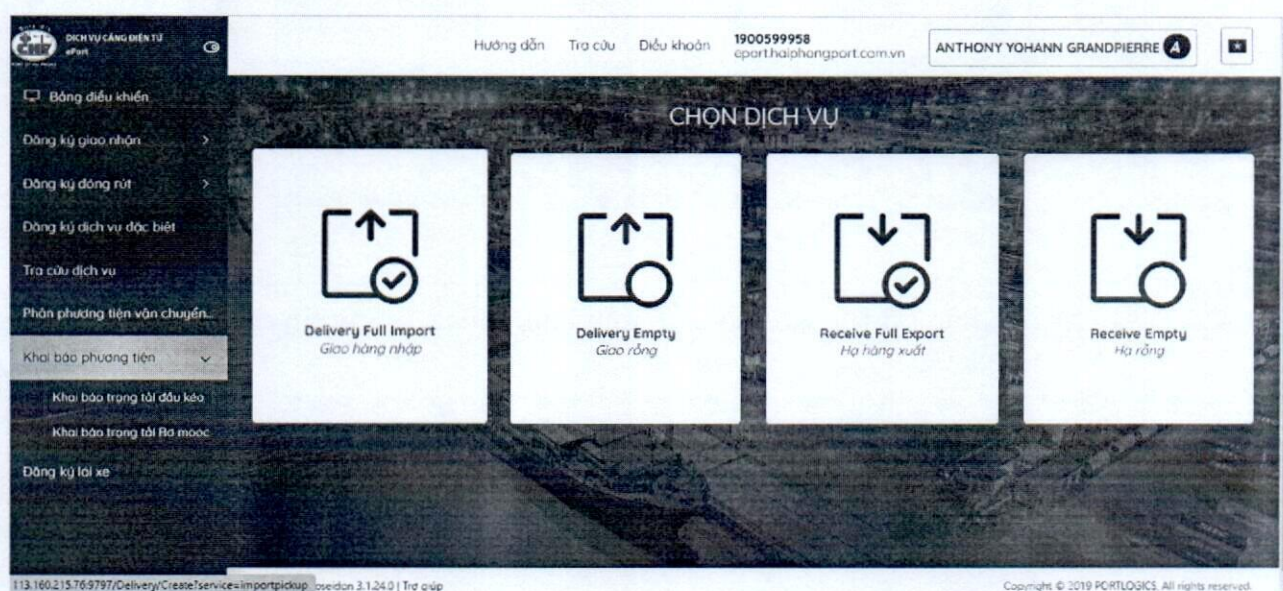 DỊCH VỤ CẢNG ĐIỆN TỬ
ePort
Hướng dẫn Tra cứu Điều khoản
1900599958
eport.haiphongport.com.vn
ANTHONY YOHANN GRANDPIERRE A
Bảng điều khiển
Đăng ký giao nhận
Đăng ký đóng rút
Đăng ký dịch vụ đặc biệt
Tra cứu dịch vụ
Phân phương tiện vận chuyển...
Khai báo phương tiện
Khai báo trọng tải đầu kéo
Khai báo trọng tải Rơ mooc
Đăng ký lái xe
CHỌN DỊCH VỤ
Delivery Full Import
Giao hàng nhập
Delivery Empty
Giao rỗng
Receive Full Export
Hạ hàng xuất
Receive Empty
Hạ rỗng
113.160.215.76:9797/Delivery/Create?service=importpickup
oseidon 3.1.24.0 | Trợ giúp
Copyright © 2019 PORTLOGICS. All rights reserved.